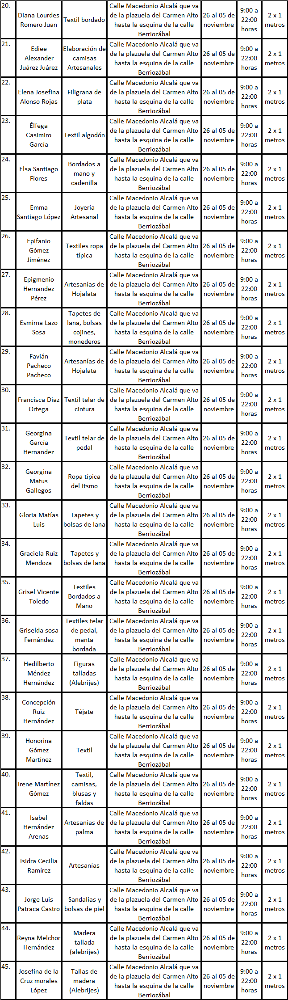 20.
Diana Lourdes
Romero Juan
Textil bordado
Calle Macedonio Alcalá que va
de la plazuela del Carmen Alto
hasta la esquina de la calle
Berriozábal
26 al 05 de
noviembre
9:00 a
22:00
horas
2 x 1
metros
21.
Ediee
Alexander
Juárez Juárez
Elaboración de
camisas
Artesanales
Calle Macedonio Alcalá que va
de la plazuela del Carmen Alto
hasta la esquina de la calle
Berriozábal
26 al 05 de
noviembre
9:00 a
22:00
horas
2 x 1
metros
22.
Elena Josefina
Alonso Rojas
Filigrana de
plata
Calle Macedonio Alcalá que va
de la plazuela del Carmen Alto
hasta la esquina de la calle
Berriozábal
26 al 05 de
noviembre
9:00 a
22:00
horas
2 x 1
metros
23.
Élfega
Casimiro
García
Textil algodón
Calle Macedonio Alcalá que va
de la plazuela del Carmen Alto
hasta la esquina de la calle
Berriozábal
26 al 05 de
noviembre
9:00 a
22:00
horas
2 x 1
metros
24.
Elsa Santiago
Flores
Bordados a
mano y
cadenilla
Calle Macedonio Alcalá que va
de la plazuela del Carmen Alto
hasta la esquina de la calle
Berriozábal
26 al 05 de
noviembre
9:00 a
22:00
horas
2 x 1
metros
25.
Emma
Santiago López
Joyería
Artesanal
Calle Macedonio Alcalá que va
de la plazuela del Carmen Alto
hasta la esquina de la calle
Berriozábal
26 al 05 de
noviembre
9:00 a
22:00
horas
2 x 1
metros
26.
Epifanio
Gómez
Jiménez
Textiles ropa
típica
Calle Macedonio Alcalá que va
de la plazuela del Carmen Alto
hasta la esquina de la calle
Berriozábal
26 al 05 de
noviembre
9:00 a
22:00
horas
2 x 1
metros
27.
Epigmenio
Hernandez
Pérez
Artesanías de
Hojalata
Calle Macedonio Alcalá que va
de la plazuela del Carmen Alto
hasta la esquina de la calle
Berriozábal
26 al 05 de
noviembre
9:00 a
22:00
horas
2 x 1
metros
28.
Esmirna Lazo
Sosa
Tapetes de
lana, bolsas
cojines,
monederos
Calle Macedonio Alcalá que va
de la plazuela del Carmen Alto
hasta la esquina de la calle
Berriozábal
26 al 05 de
noviembre
9:00 a
22:00
horas
2 x 1
metros
29.
Favián
Pacheco
Pacheco
Artesanías de
Hojalata
Calle Macedonio Alcalá que va
de la plazuela del Carmen Alto
hasta la esquina de la calle
Berriozábal
26 al 05 de
noviembre
9:00 a
22:00
horas
2 x 1
metros
30.
Francisca Diaz
Ortega
Textil telar de
cintura
Calle Macedonio Alcalá que va
de la plazuela del Carmen Alto
hasta la esquina de la calle
Berriozábal
26 al 05 de
noviembre
9:00 a
22:00
horas
2 x 1
metros
31.
Georgina
García
Hernandez
Textil telar de
pedal
Calle Macedonio Alcalá que va
de la plazuela del Carmen Alto
hasta la esquina de la calle
Berriozábal
26 al 05 de
noviembre
9:00 a
22:00
horas
2 x 1
metros
32.
Georgina
Matus
Gallegos
Ropa típica
del Itsmo
Calle Macedonio Alcalá que va
de la plazuela del Carmen Alto
hasta la esquina de la calle
Berriozábal
26 al 05 de
noviembre
9:00 a
22:00
horas
2 x 1
metros
33.
Gloria Matías
Luis
Tapetes y
bolsas de lana
Calle Macedonio Alcalá que va
de la plazuela del Carmen Alto
hasta la esquina de la calle
Berriozábal
26 al 05 de
noviembre
9:00 a
22:00
horas
2 x 1
metros
34.
Graciela Ruiz
Mendoza
Tapetes y
bolsas de lana
Calle Macedonio Alcalá que va
de la plazuela del Carmen Alto
hasta la esquina de la calle
Berriozábal
26 al 05 de
noviembre
9:00 a
22:00
horas
2 x 1
metros
35.
Grisel Vicente
Toledo
Textiles
Bordados a
Mano
Calle Macedonio Alcalá que va
de la plazuela del Carmen Alto
hasta la esquina de la calle
Berriozábal
26 al 05 de
noviembre
9:00 a
22:00
horas
2 x 1
metros
36.
Griselda sosa
Fernández
Textiles telar
de pedal,
manta
bordada
Calle Macedonio Alcalá que va
de la plazuela del Carmen Alto
hasta la esquina de la calle
Berriozábal
26 al 05 de
noviembre
9:00 a
22:00
horas
2 x 1
metros
37.
Hedilberto
Méndez
Hernández
Figuras
talladas
(Alebrijes)
Calle Macedonio Alcalá que va
de la plazuela del Carmen Alto
hasta la esquina de la calle
Berriozábal
26 al 05 de
noviembre
9:00 a
22:00
horas
2 x 1
metros
38.
Concepción
Ruiz
Hernández
Téjate
Calle Macedonio Alcalá que va
de la plazuela del Carmen Alto
hasta la esquina de la calle
Berriozábal
26 al 05 de
noviembre
9:00 a
22:00
horas
2 x 1
metros
39.
Honorina
Gómez
Martínez
Textil
Calle Macedonio Alcalá que va
de la plazuela del Carmen Alto
hasta la esquina de la calle
Berriozábal
26 al 05 de
noviembre
9:00 a
22:00
horas
2 x 1
metros
40.
Irene Martínez
Gómez
Textil,
camisas,
blusas y
faldas
Calle Macedonio Alcalá que va
de la plazuela del Carmen Alto
hasta la esquina de la calle
Berriozábal
26 al 05 de
noviembre
9:00 a
22:00
horas
2 x 1
metros
41.
Isabel
Hernández
Arenas
Artesanías de
palma
Calle Macedonio Alcalá que va
de la plazuela del Carmen Alto
hasta la esquina de la calle
Berriozábal
26 al 05 de
noviembre
9:00 a
22:00
horas
2 x 1
metros
42.
Isidra Cecilia
Ramírez
Artesanías
Calle Macedonio Alcalá que va
de la plazuela del Carmen Alto
hasta la esquina de la calle
Berriozábal
26 al 05 de
noviembre
9:00 a
22:00
horas
2 x 1
metros
43.
Jorge Luis
Patraca Castro
Sandalias y
bolsas de piel
Calle Macedonio Alcalá que va
de la plazuela del Carmen Alto
hasta la esquina de la calle
Berriozábal
26 al 05 de
noviembre
9:00 a
22:00
horas
2 x 1
metros
44.
Reyna Melchor
Hernández
Madera
tallada
(alebrijes)
Calle Macedonio Alcalá que va
de la plazuela del Carmen Alto
hasta la esquina de la calle
Berriozábal
26 al 05 de
noviembre
9:00 a
22:00
horas
2 x 1
metros
45.
Josefina de la
Cruz morales
López
Tallas de
madera
(Alebrijes)
Calle Macedonio Alcalá que va
de la plazuela del Carmen Alto
hasta la esquina de la calle
Berriozábal
26 al 05 de
noviembre
9:00 a
22:00
horas
2 x 1
metros